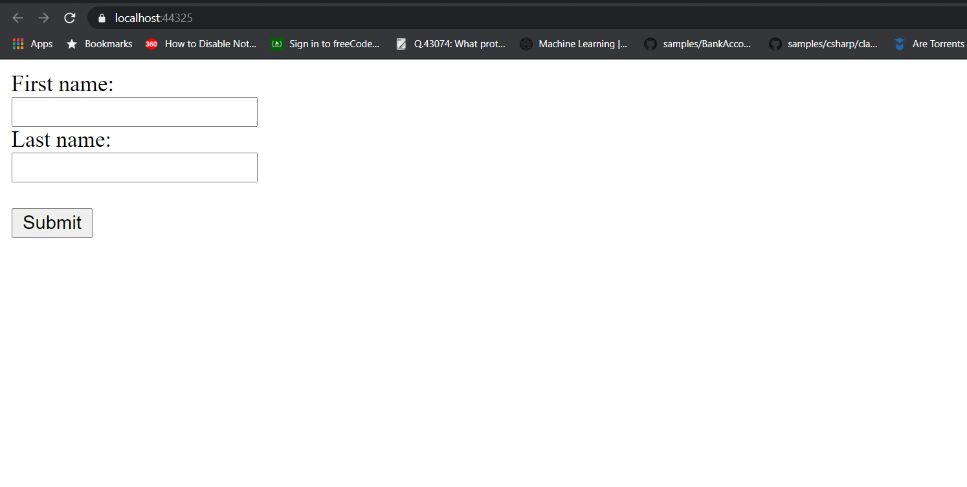 localhost:44325
Apps Bookmarks 360 How to Disable Not... Sign in to freeCode... Q.43074: What prot... Machine Learning |... samples/BankAcco... samples/csharp/cla... Are Torrents
First name:
Last name:
Submit